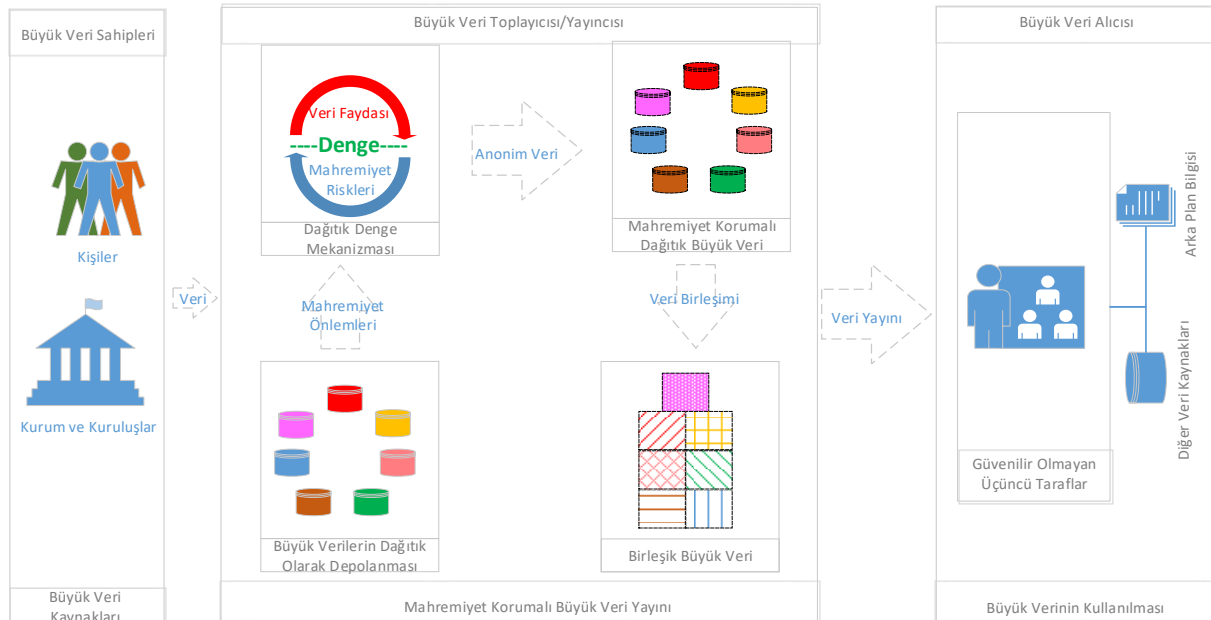 Büyük Veri Sahipleri
Kişiler
Kurum ve Kuruluşlar
Büyük Veri
Kaynakları
Veri
Büyük Veri Toplayıcısı/Yayıncısı
Veri Faydası
----Denge----
Mahremiyet
Riskleri
Dağıtık Denge
Mekanizması
Anonim Veri
Mahremiyet Korumalı
Dağıtık Büyük Veri
Mahremiyet
Önlemleri
Veri Birleşimi
Büyük Verilerin Dağıtık
Olarak Depolanması
Birleşik Büyük Veri
Mahremiyet Korumalı Büyük Veri Yayını
Veri Yayını
Büyük Veri Alıcısı
Arka Plan Bilgisi
Diğer Veri Kaynakları
Güvenilir Olmayan
Üçüncü Taraflar
Büyük Verinin Kullanılması